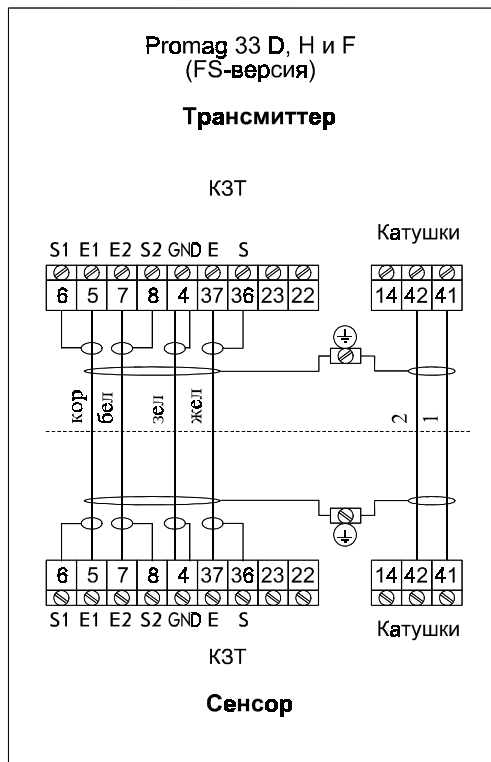 Promag 33 D, H и F
(FS-версия)
Трансмиттер
КЗТ
Катушки
S1 E1 E2 S2 GND E S
6 5 7 8 4 37 36 23 22
14 42 41
кор
бел
зел
жел
2
1
6 5 7 8 4 37 36 23 22
14 42 41
S1 E1 E2 S2 GND E S
Катушки
КЗТ
Сенсор